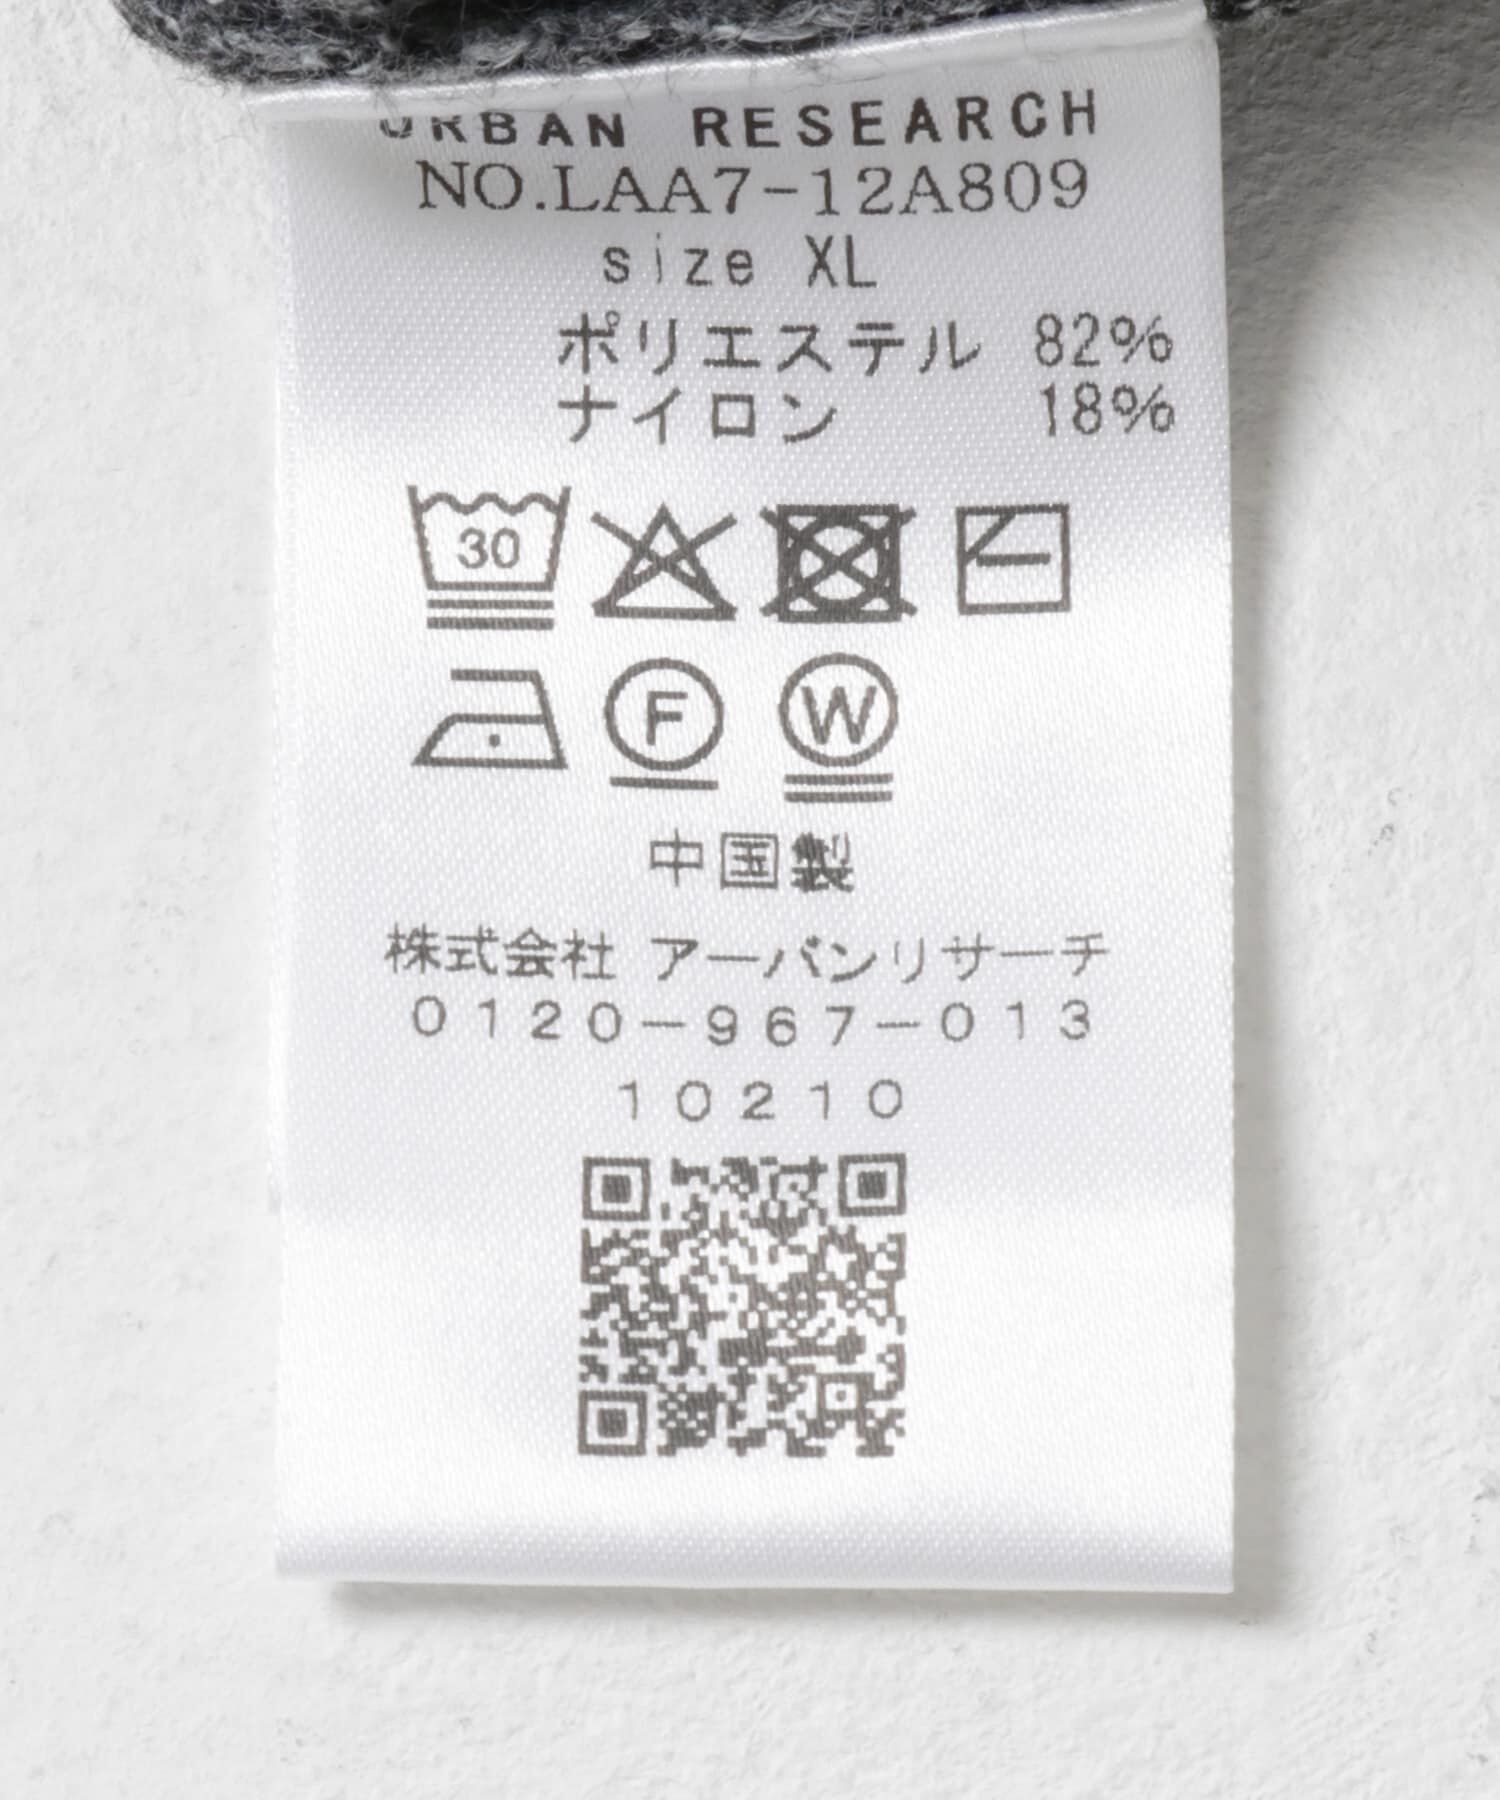 URBAN RESEARCH
NO.LAA7-12A809
size XL
ポリエステル 82%
ナイロン 18%
30
F W
中国製
株式会社 アーバンリサーチ
0120-967-013
10210